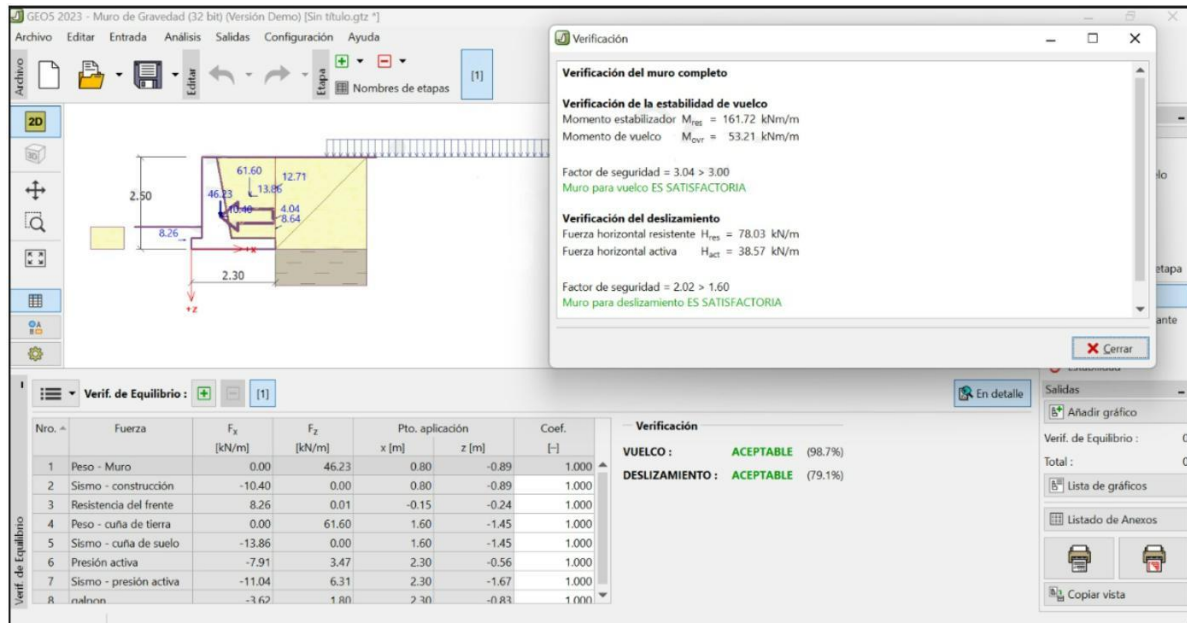 GEO5 2023 - Muro de Gravedad (32 bit) (Versión Demo) [Sin título.gtz *]
Archivo Editar Entrada Análisis Salidas Configuración Ayuda
Archivo
Editar
Etapa
Nombres de etapas
[1]
2D
3D
2.50
61.60
12.71
13.86
46.23
10.40
4.04
8.64
8.26
+x
2.30
+z
Verificación
Verificación del muro completo
Verificación de la estabilidad de vuelco
Momento estabilizador Mres = 161.72 kNm/m
Momento de vuelco Movr = 53.21 kNm/m
Factor de seguridad = 3.04 > 3.00
Muro para vuelco ES SATISFACTORIA
Verificación del deslizamiento
Fuerza horizontal resistente Hres = 78.03 kN/m
Fuerza horizontal activa Hact = 38.57 kN/m
Factor de seguridad = 2.02 > 1.60
Muro para deslizamiento ES SATISFACTORIA
Cerrar
elo
etapa
ante
Verif. de Equilibrio : [1]
En detalle
Nro. Fuerza Fx Fz Pto. aplicación Coef.
[kN/m] [kN/m] x [m] z [m] [–]
1 Peso - Muro 0.00 46.23 0.80 -0.89 1.000
2 Sismo - construcción -10.40 0.00 0.80 -0.89 1.000
3 Resistencia del frente 8.26 0.01 -0.15 -0.24 1.000
4 Peso - cuña de tierra 0.00 61.60 1.60 -1.45 1.000
5 Sismo - cuña de suelo -13.86 0.00 1.60 -1.45 1.000
6 Presión activa -7.91 3.47 2.30 -0.56 1.000
7 Sismo - presión activa -11.04 6.31 2.30 -1.67 1.000
8 galpon -3.62 1.80 2.30 -0.83 1.000
Verif. de Equilibrio
Verificación
VUELCO : ACEPTABLE (98.7%)
DESLIZAMIENTO : ACEPTABLE (79.1%)
Estabilidad
Salidas
Añadir gráfico
Verif. de Equilibrio : 0
Total : 0
Lista de gráficos
Listado de Anexos
Copiar vista